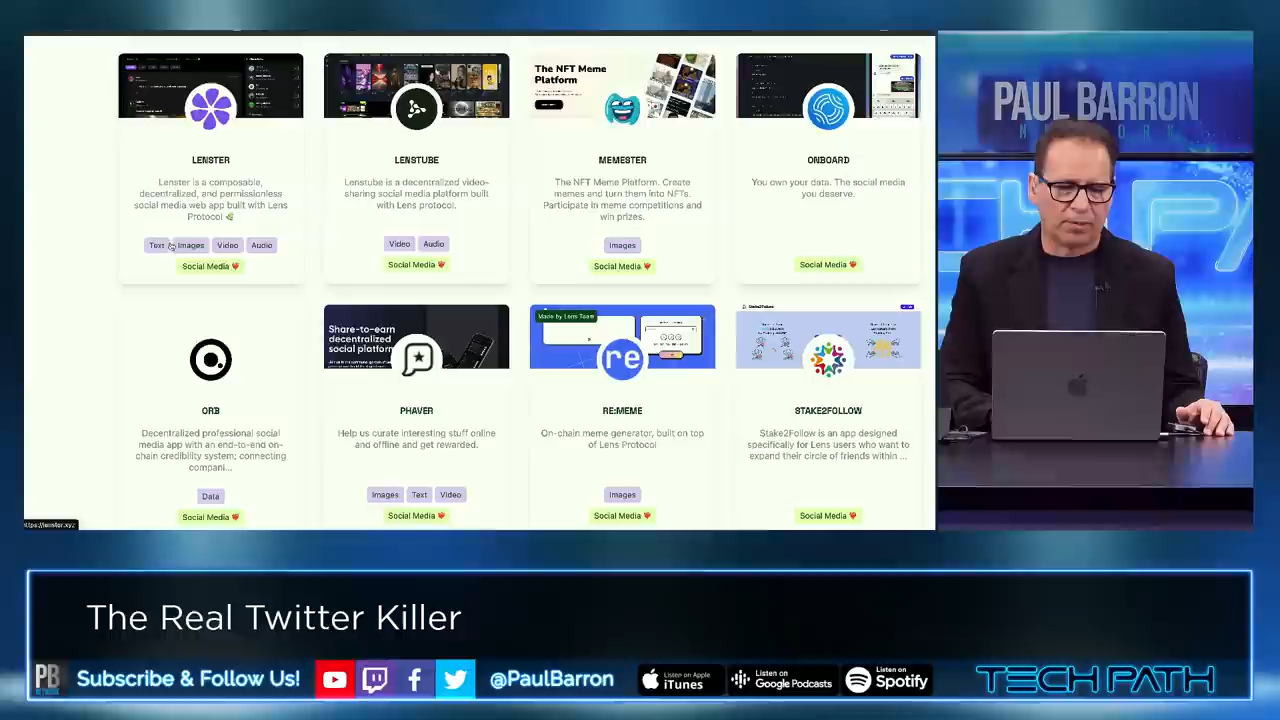 LENSTER
Lenster is a composable,
decentralized, and permissionless
social media web app built with Lens
Protocol 🌿
Text Images Video Audio
Social Media
LENSTUBE
Lenstube is a decentralized video-
sharing social media platform built
with Lens protocol.
Video Audio
Social Media
The NFT Meme
Platform
MEMESTER
The NFT Meme Platform. Create
memes and turn them into NFTs.
Participate in meme competitions and
win prizes.
Images
Social Media
ONBOARD
You own your data. The social media
you deserve.
Social Media
ORB
Decentralized professional social
media app with an end-to-end on-
chain credibility system; connecting
compani...
Data
Social Media
Share-to-earn
decentralized
social platform
PHAVER
Help us curate interesting stuff online
and offline and get rewarded.
Images Text Video
Social Media
Made by Lens Team
re
RE:MEME
On-chain meme generator, built on top
of Lens Protocol
Images
Social Media
Stake2Follow
STAKE2FOLLOW
Stake2Follow is an app designed
specifically for Lens users who want to
expand their circle of friends within ...
Social Media
PAUL BARRON
NETWORK
TH PA
The Real Twitter Killer
PB
NETWORK
Subscribe & Follow Us!
@PaulBarron
Listen on Apple
iTunes
Listen on
Google Podcasts
Listen on
Spotify
TECH PATH